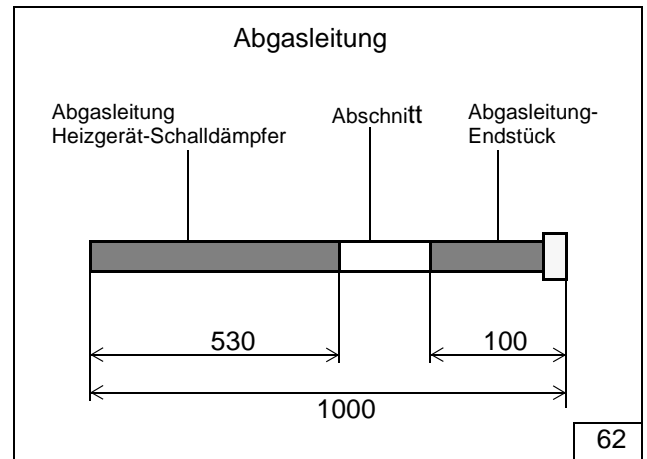 Abgasleitung
Abgasleitung
Heizgerät-Schalldämpfer
Abschnitt
Abgasleitung-
Endstück
530
100
1000
62